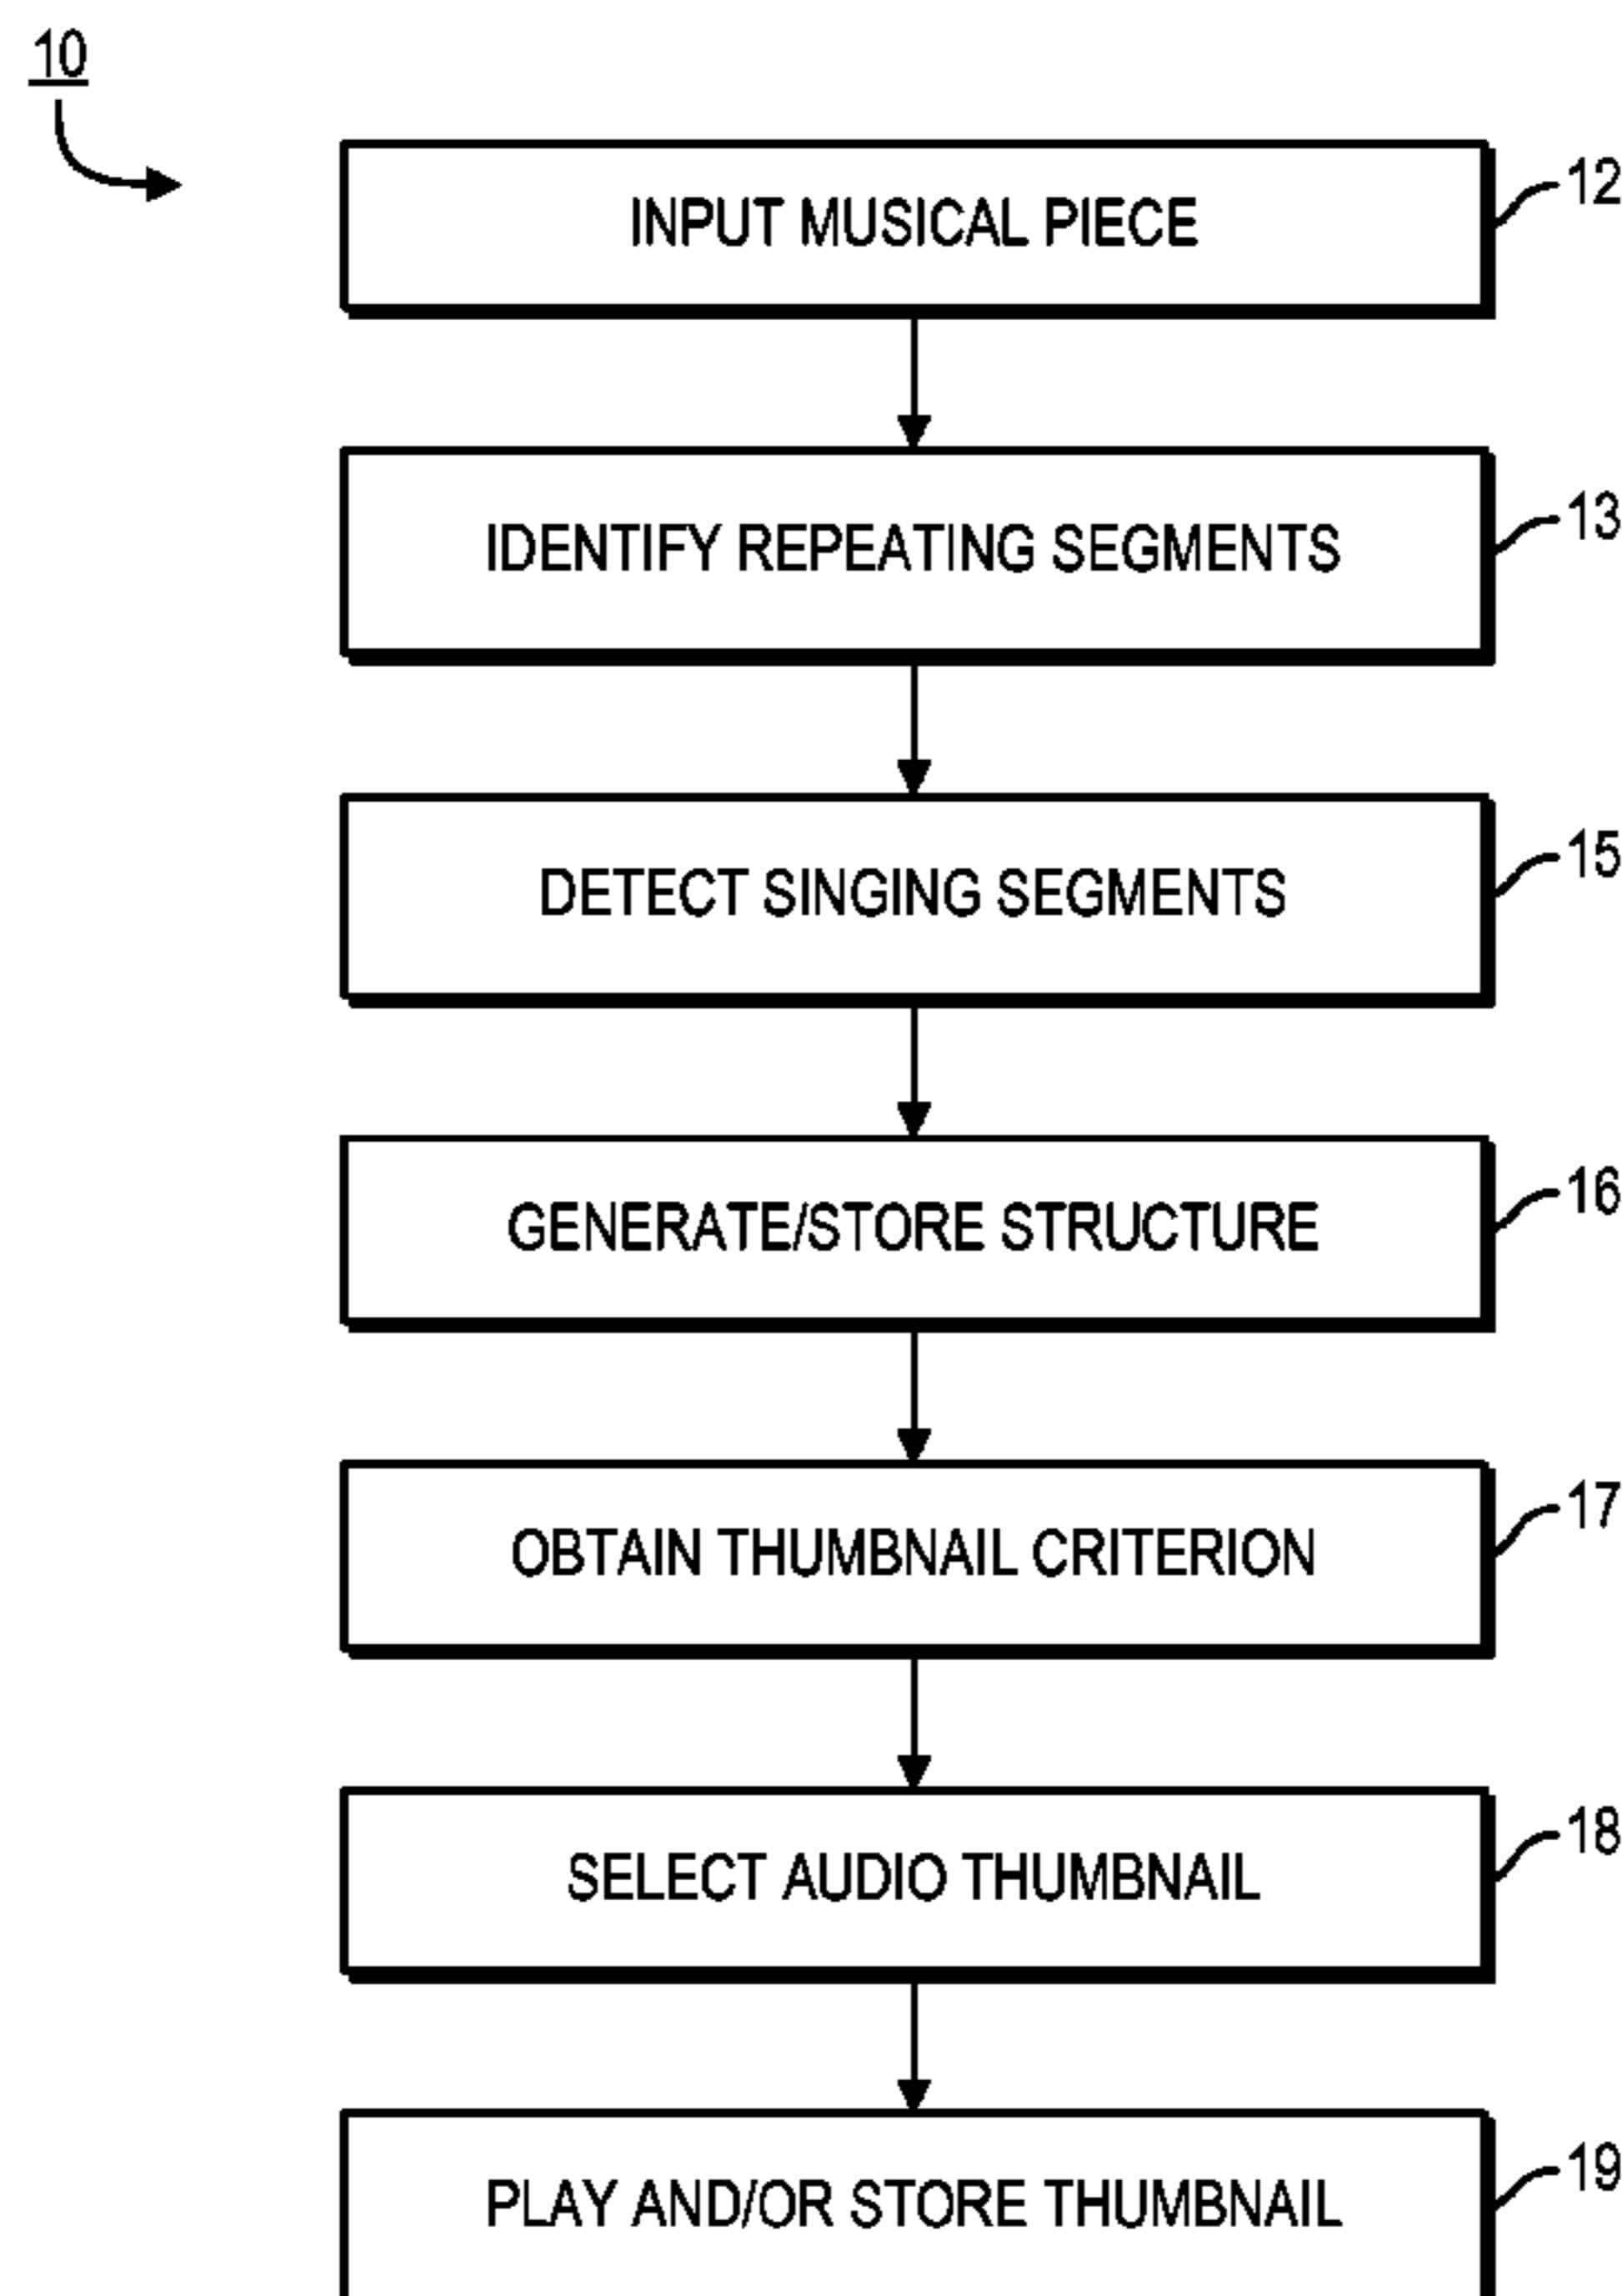 10
INPUT MUSICAL PIECE
12
IDENTIFY REPEATING SEGMENTS
13
DETECT SINGING SEGMENTS
15
GENERATE/STORE STRUCTURE
16
OBTAIN THUMBNAIL CRITERION
17
SELECT AUDIO THUMBNAIL
18
PLAY AND/OR STORE THUMBNAIL
19